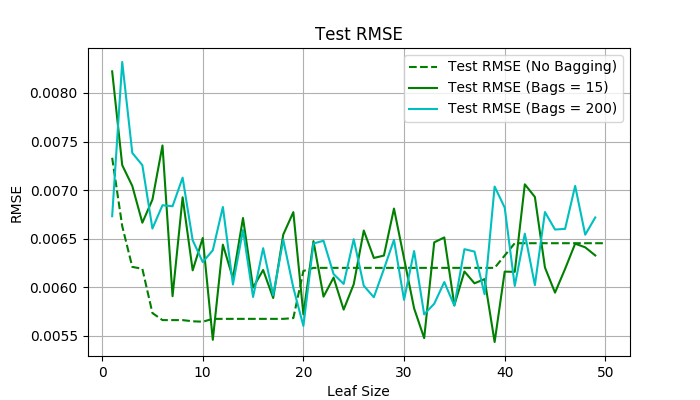 Test RMSE
Test RMSE (No Bagging)
Test RMSE (Bags = 15)
Test RMSE (Bags = 200)
RMSE
0.0080
0.0075
0.0070
0.0065
0.0060
0.0055
0
10
20
30
40
50
Leaf Size